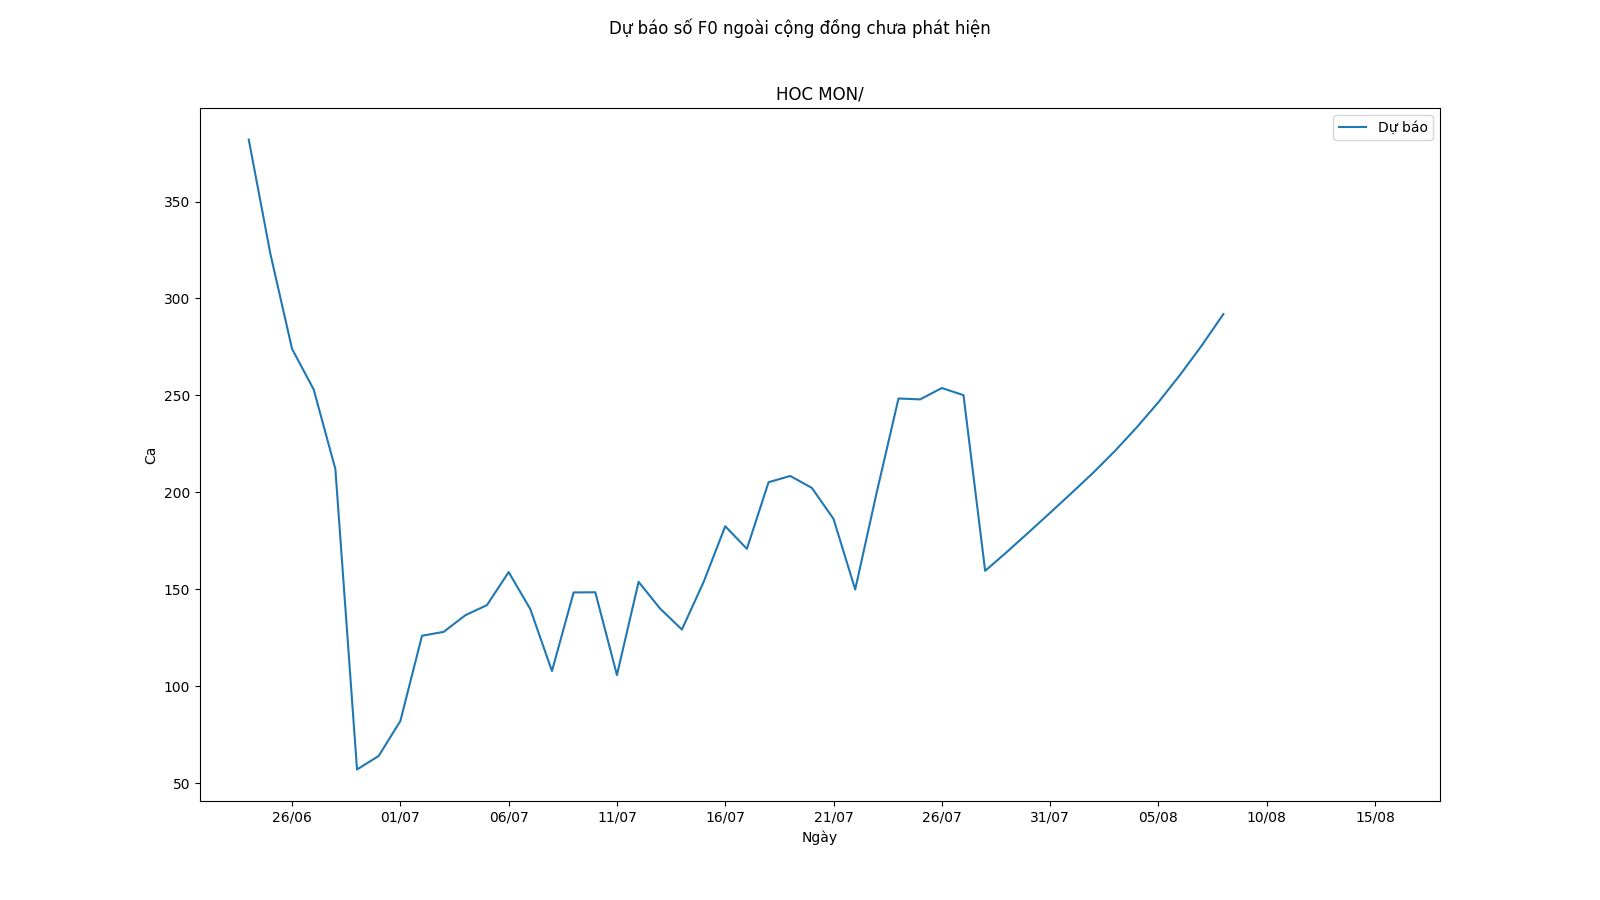 Dự báo số F0 ngoài cộng đồng chưa phát hiện
HOC MON/
Dự báo
350
300
250
200
150
100
50
Ca
26/06 01/07 06/07 11/07 16/07 21/07 26/07 31/07 05/08 10/08 15/08
Ngày